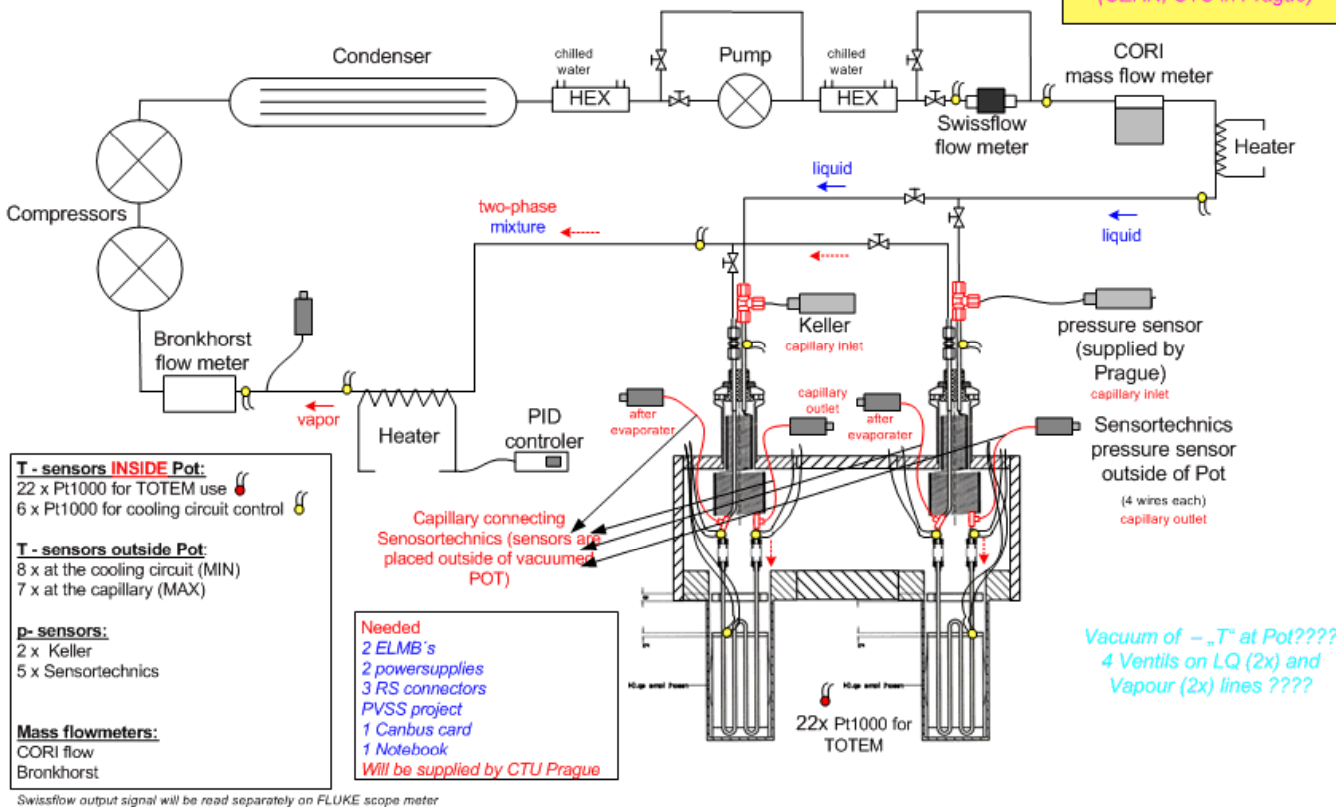 (CERN, CTU in Prague)
Condenser
chilled
water
HEX
Pump
chilled
water
HEX
Swissflow
flow meter
CORI
mass flow meter
Heater
Compressors
liquid
liquid
two-phase
mixture
Bronkhorst
flow meter
vapor
Heater
PID
controler
Keller
capillary inlet
pressure sensor
(supplied by
Prague)
capillary inlet
after
evaporater
capillary
outlet
after
evaporater
Sensortechnics
pressure sensor
outside of Pot
(4 wires each)
capillary outlet
Capillary connecting
Senosortechnics (sensors are
placed outside of vacuumed
POT)
T - sensors INSIDE Pot:
22 x Pt1000 for TOTEM use
6 x Pt1000 for cooling circuit control
T - sensors outside Pot:
8 x at the cooling circuit (MIN)
7 x at the capillary (MAX)
p- sensors:
2 x Keller
5 x Sensortechnics
Mass flowmeters:
CORI flow
Bronkhorst
Needed
2 ELMB`s
2 powersupplies
3 RS connectors
PVSS project
1 Canbus card
1 Notebook
Will be supplied by CTU Prague
22x Pt1000 for
TOTEM
Vacuum of – „T“ at Pot????
4 Ventils on LQ (2x) and
Vapour (2x) lines ????
Swissflow output signal will be read separately on FLUKE scope meter